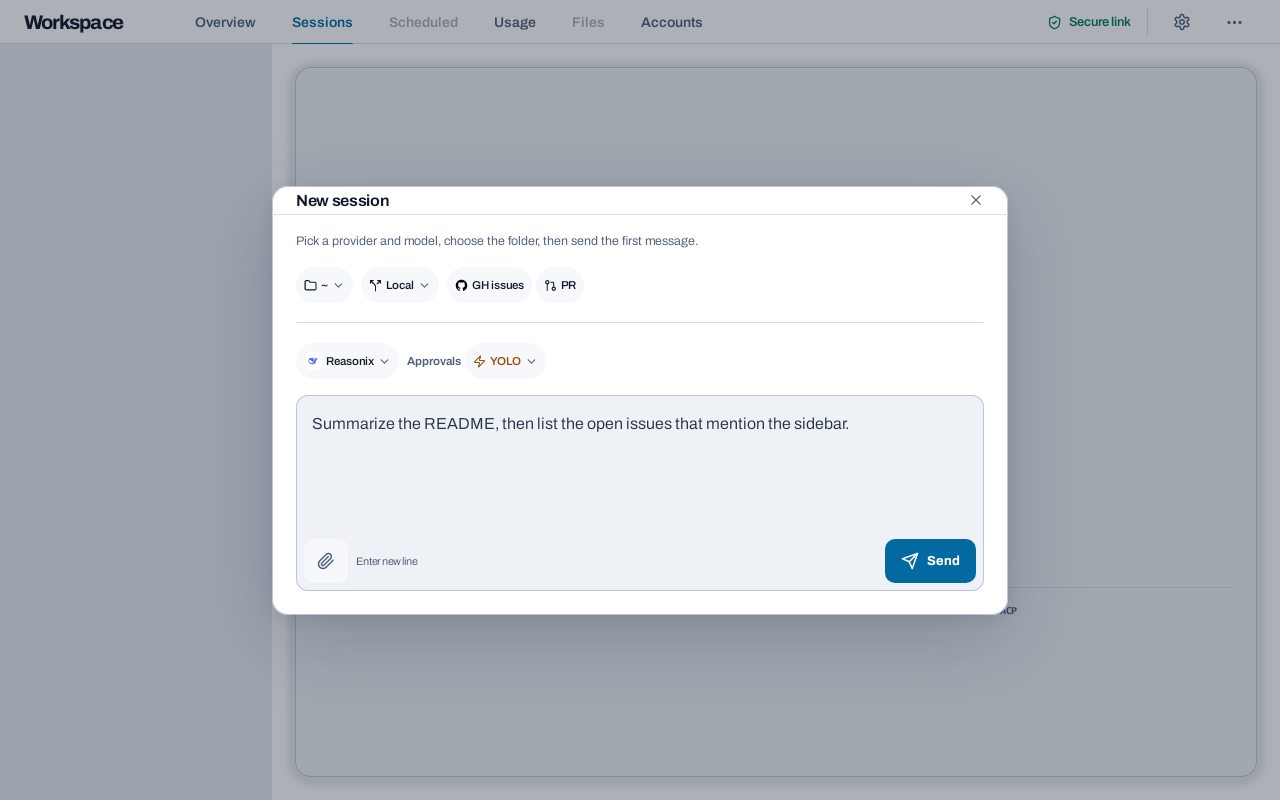 Workspace Overview Sessions Scheduled Usage Files Accounts Secure link
New session
Pick a provider and model, choose the folder, then send the first message.
~ Local GH issues PR
Reasonix Approvals YOLO
Summarize the README, then list the open issues that mention the sidebar.
Enter new line Send